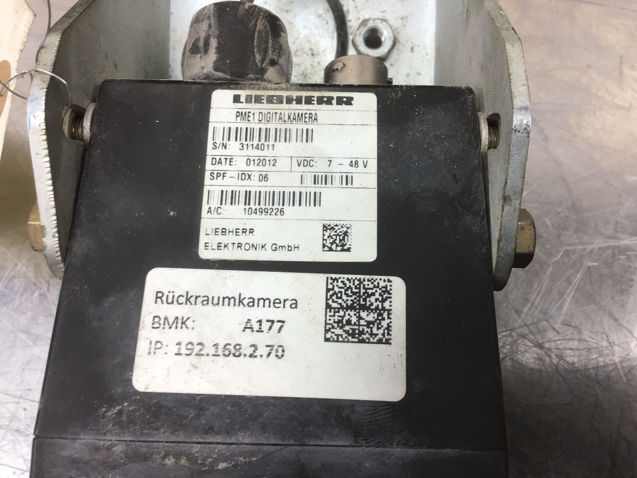 LIEBHERR
PME1 DIGITALKAMERA
S/N: 3114011
DATE: 012012 VDC: 7 - 48 V
SPF-IDX: 06
A/C 10499226
LIEBHERR
ELEKTRONIK GmbH
Rückraumkamera
BMK: A177
IP: 192.168.2.70